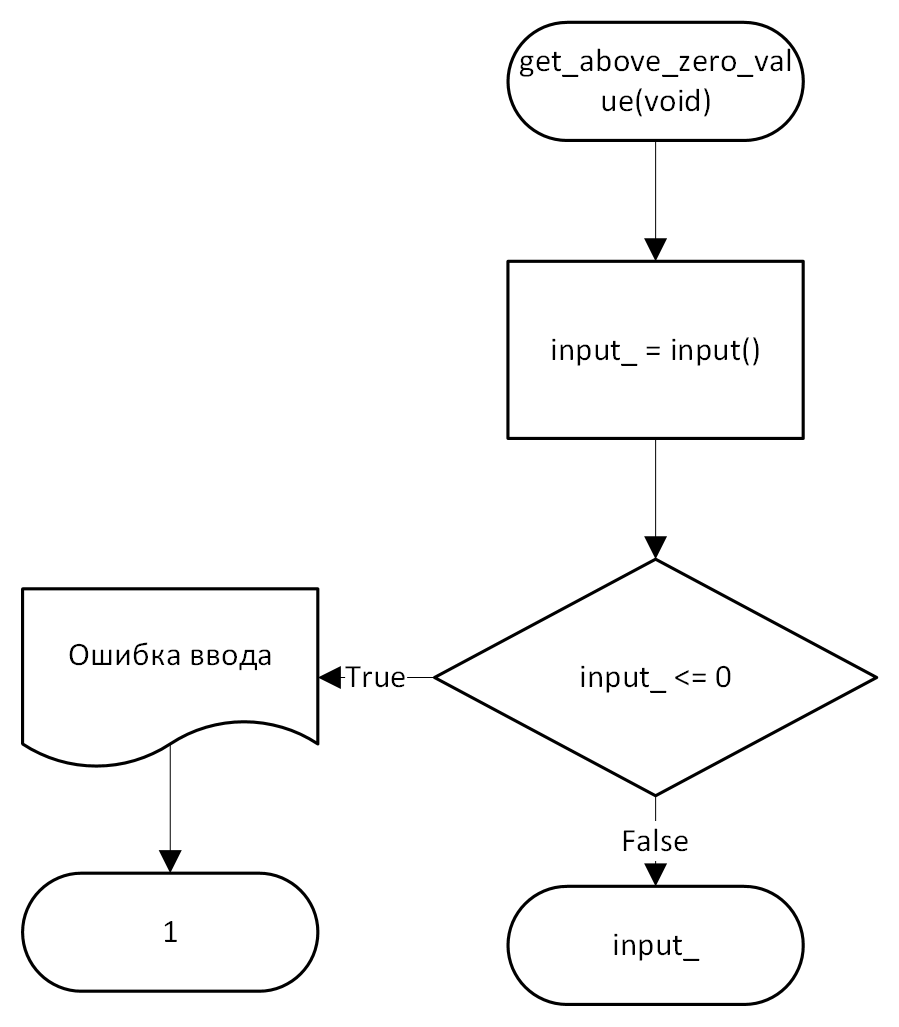 get_above_zero_val
ue(void)
input_ = input()
input_ <= 0
True
Ошибка ввода
False
1
input_